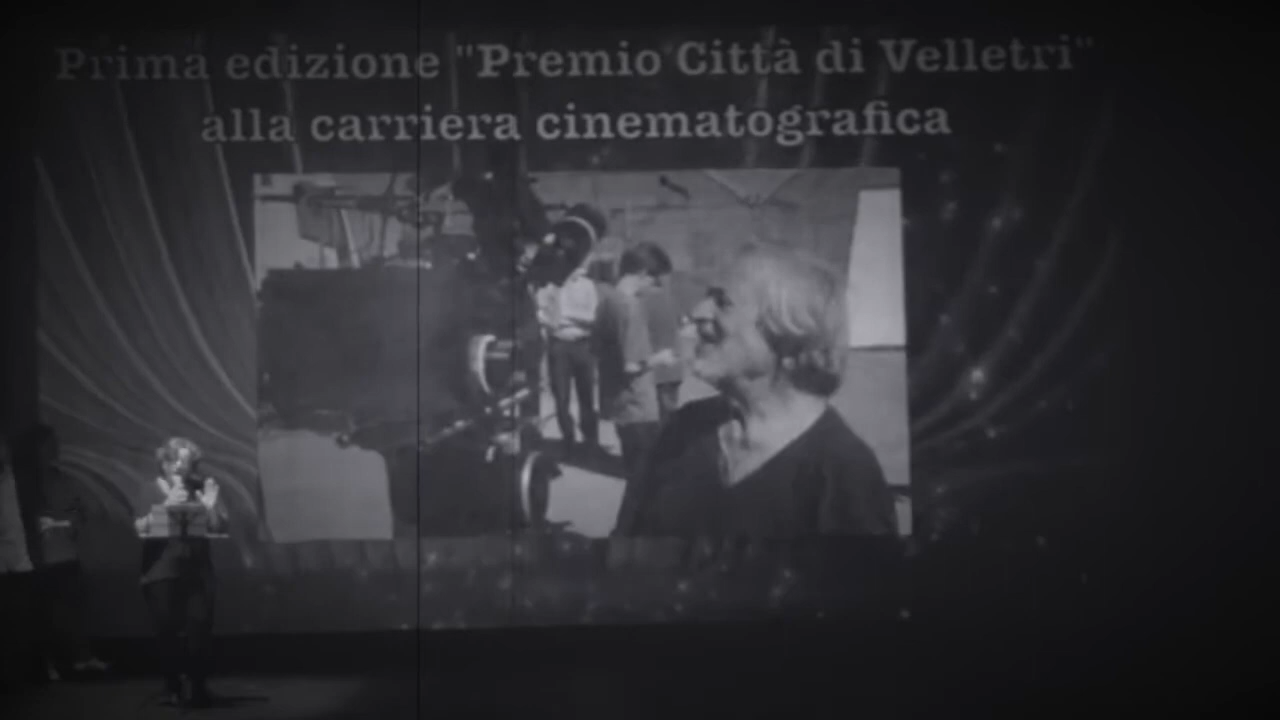 Prima edizione "Premio Città di Velletri"
alla carriera cinematografica